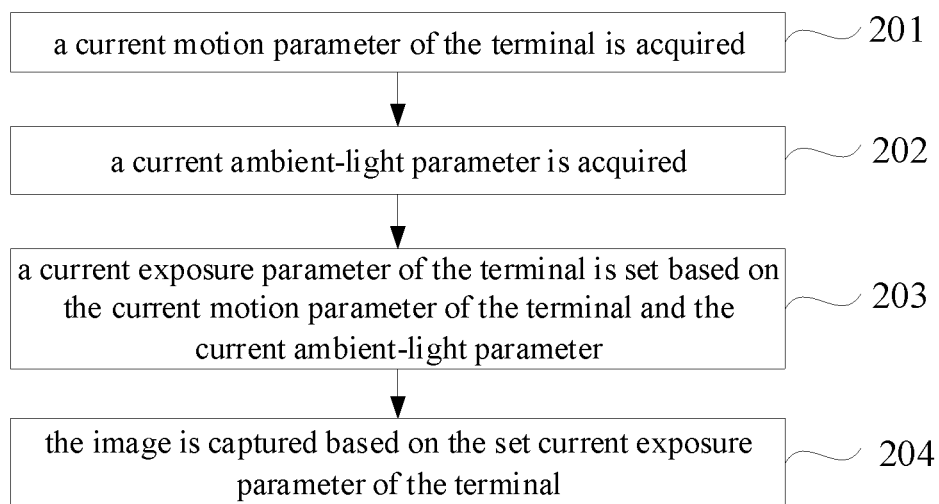 a current motion parameter of the terminal is acquired
201
a current ambient-light parameter is acquired
202
a current exposure parameter of the terminal is set based on
the current motion parameter of the terminal and the
current ambient-light parameter
203
the image is captured based on the set current exposure
parameter of the terminal
204